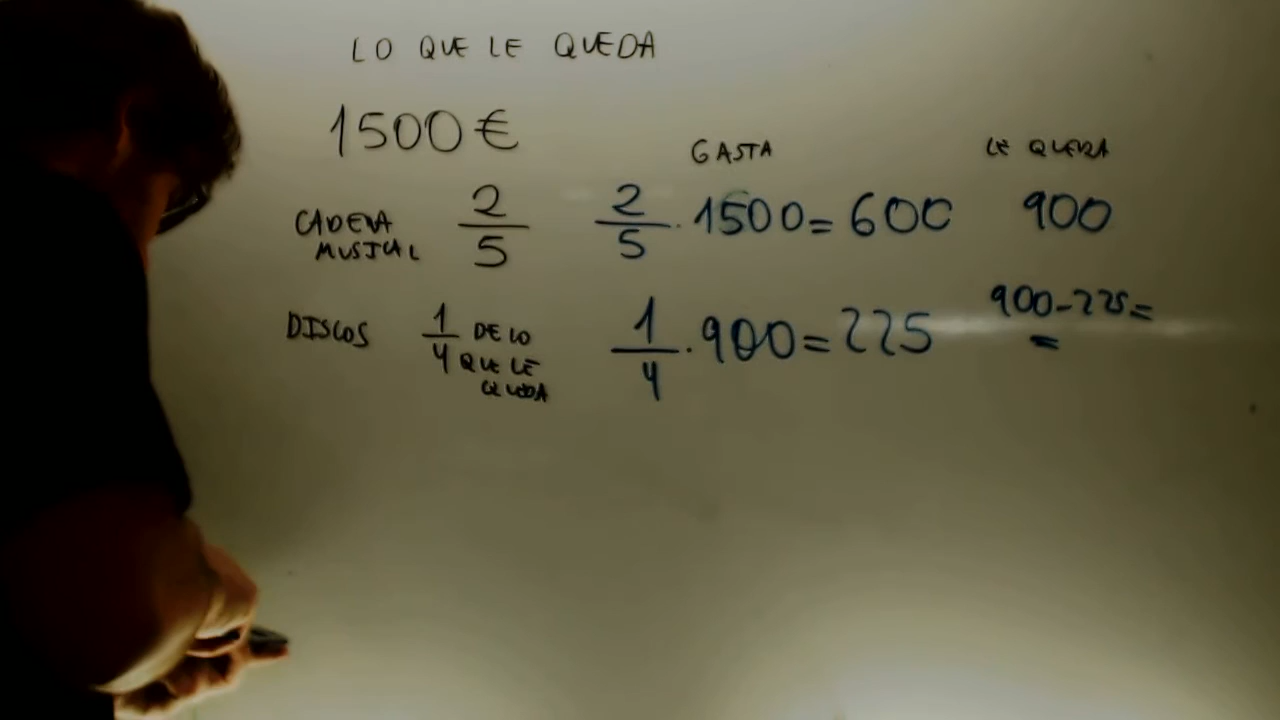 LO QUE LE QUEDA
1500€
GASTA
LE QUEDA
CADENA
MUSICAL
2/5
2/5 · 1500 = 600
900
DISCOS
1/4 DE LO
QUE LE
QUEDA
1/4 · 900 = 225
900-225=
=